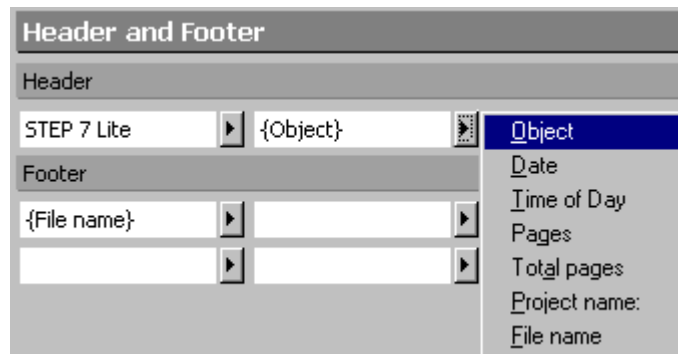 Header and Footer
Header
STEP 7 Lite
{Object}
Footer
{File name}
Object
Date
Time of Day
Pages
Total pages
Project name:
File name